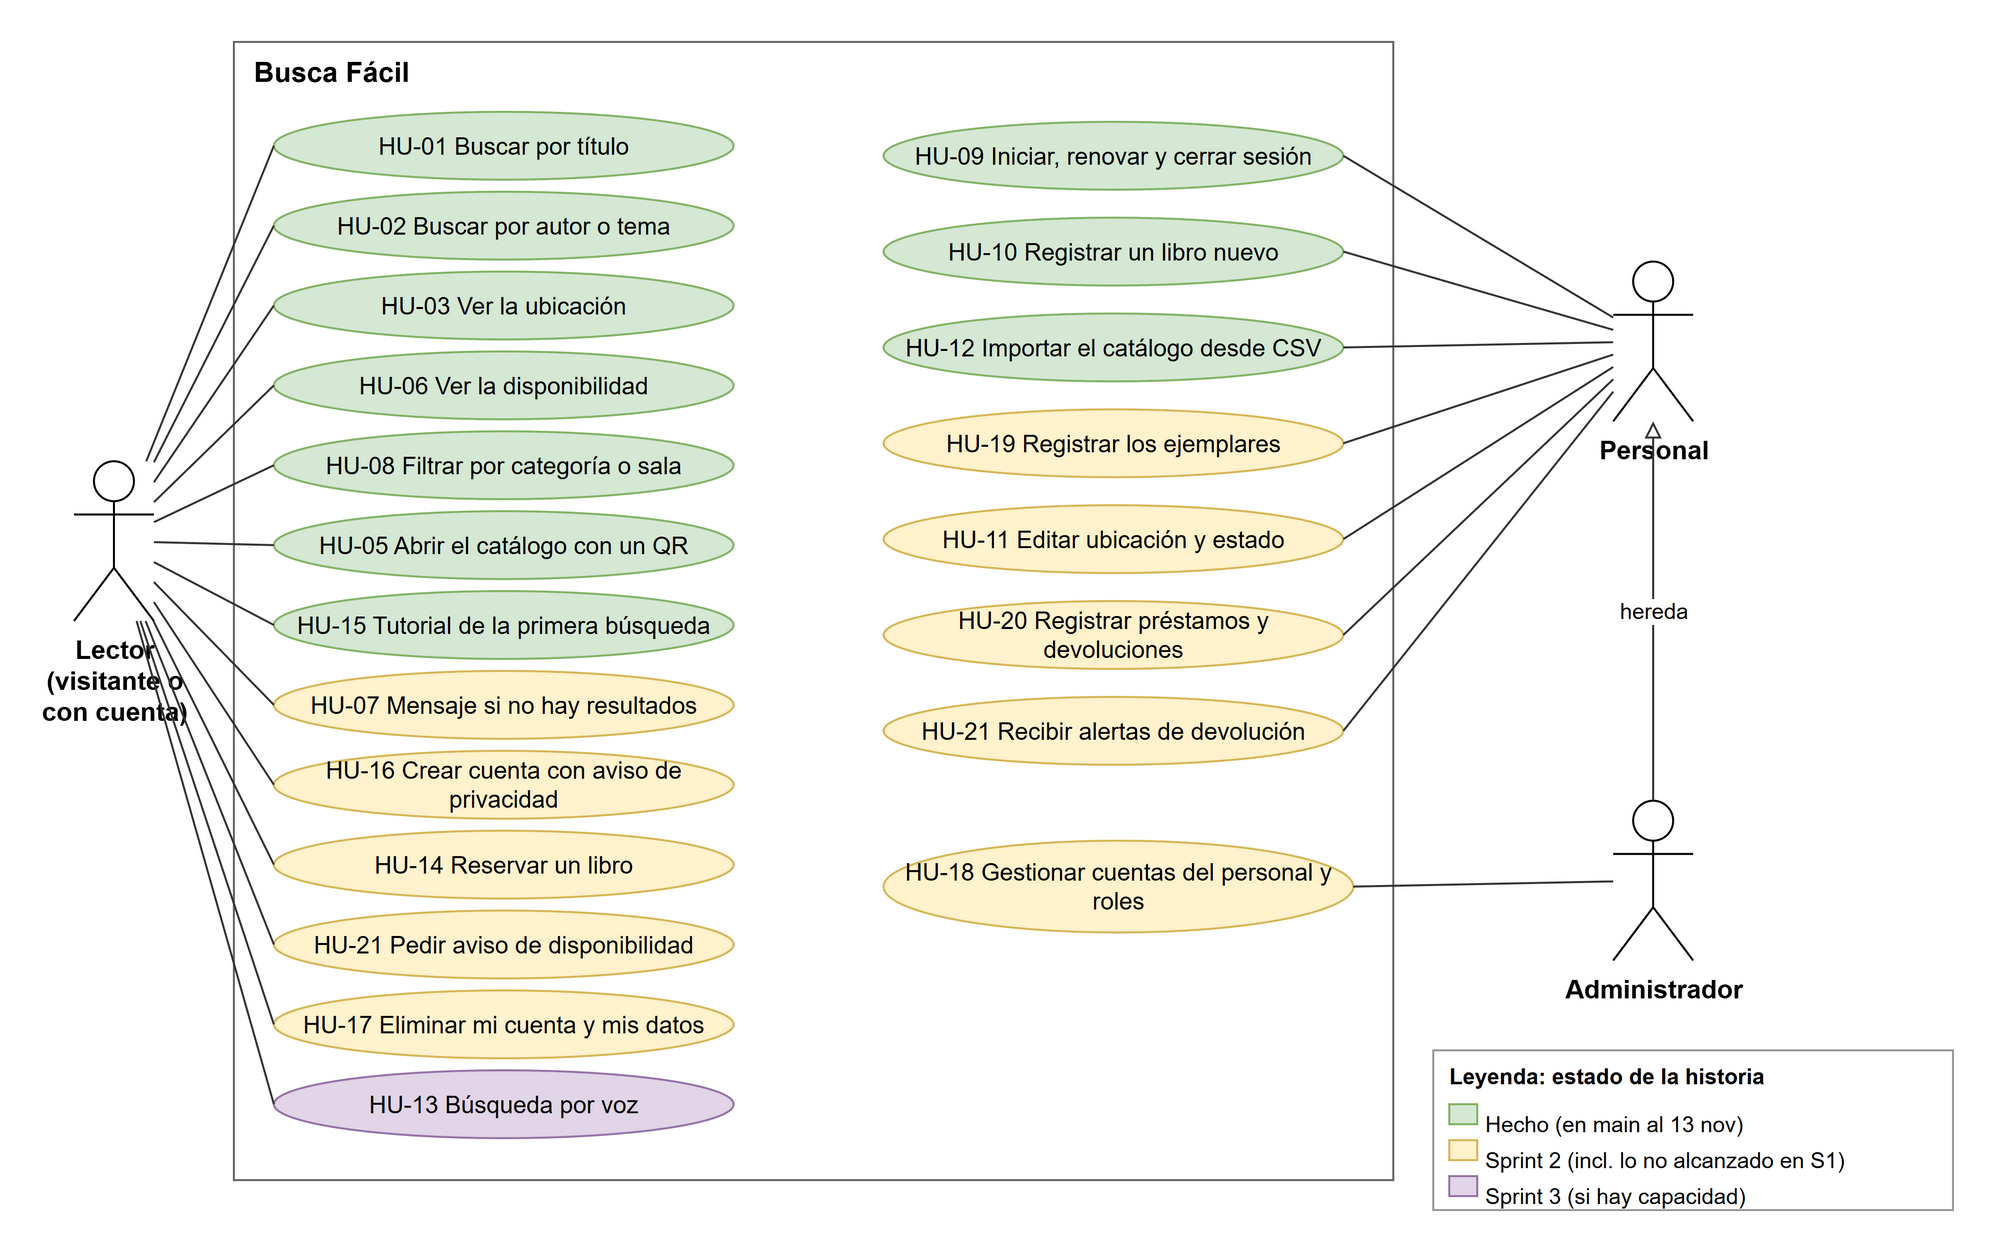 Busca Fácil
HU-01 Buscar por título
HU-02 Buscar por autor o tema
HU-03 Ver la ubicación
HU-06 Ver la disponibilidad
HU-08 Filtrar por categoría o sala
HU-05 Abrir el catálogo con un QR
HU-15 Tutorial de la primera búsqueda
HU-07 Mensaje si no hay resultados
HU-16 Crear cuenta con aviso de
privacidad
HU-14 Reservar un libro
HU-21 Pedir aviso de disponibilidad
HU-17 Eliminar mi cuenta y mis datos
HU-13 Búsqueda por voz
Lector
(visitante o
con cuenta)
HU-09 Iniciar, renovar y cerrar sesión
HU-10 Registrar un libro nuevo
HU-12 Importar el catálogo desde CSV
HU-19 Registrar los ejemplares
HU-11 Editar ubicación y estado
HU-20 Registrar préstamos y
devoluciones
HU-21 Recibir alertas de devolución
HU-18 Gestionar cuentas del personal y
roles
Personal
hereda
Administrador
Leyenda: estado de la historia
Hecho (en main al 13 nov)
Sprint 2 (incl. lo no alcanzado en S1)
Sprint 3 (si hay capacidad)